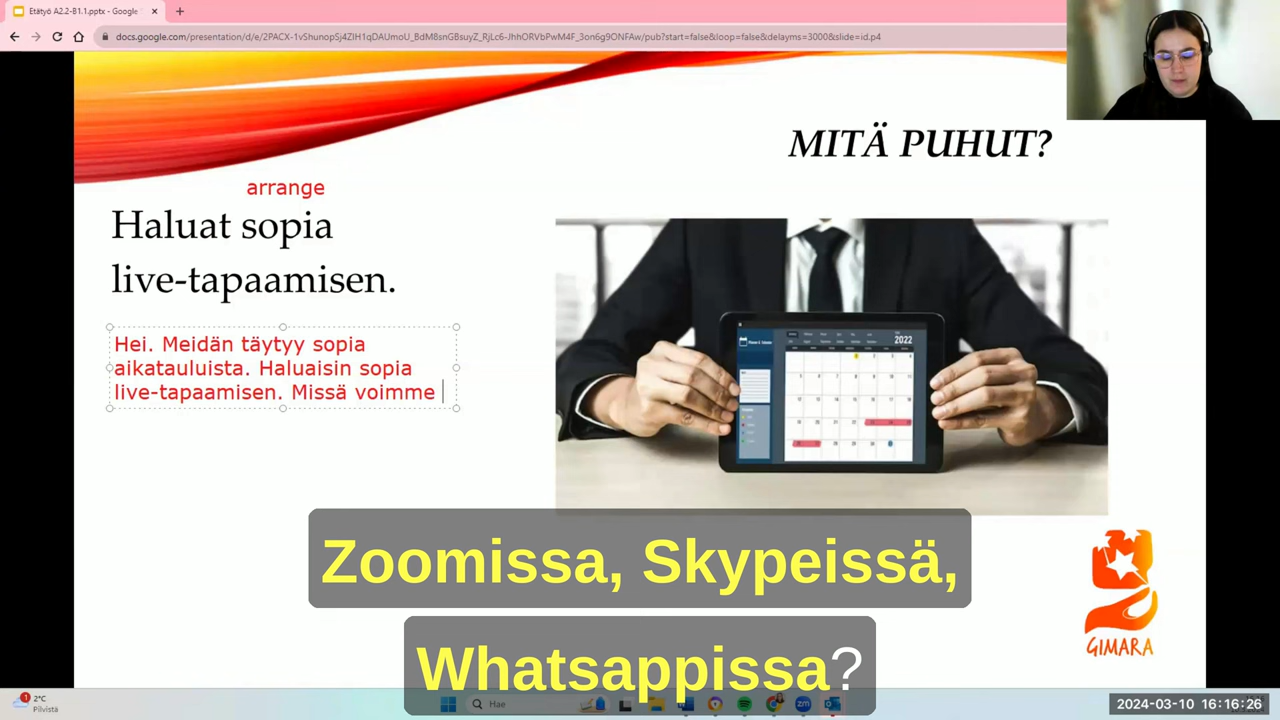 Etätyö A2.2-B1.1.pptx - Google
docs.google.com/presentation/d/e/2PACX-1vShunopSj4ZIH1qDAUmoU_BdM8snGBsuyZ_RjLc6-JhhORVbPwM4F_3on6g9ONFAw/pub?start=false&loop=false&delayms=3000&slide=id.p4
MITÄ PUHUT?
arrange
Haluat sopia
live-tapaamisen.
Hei. Meidän täytyy sopia
aikatauluista. Haluaisin sopia
live-tapaamisen. Missä voimme
2022
Zoomissa, Skypeissä,
Whatsappissa?
GIMARA
1
2°C
Pilvistä
Hae
zm
2024-03-10 16:16:26